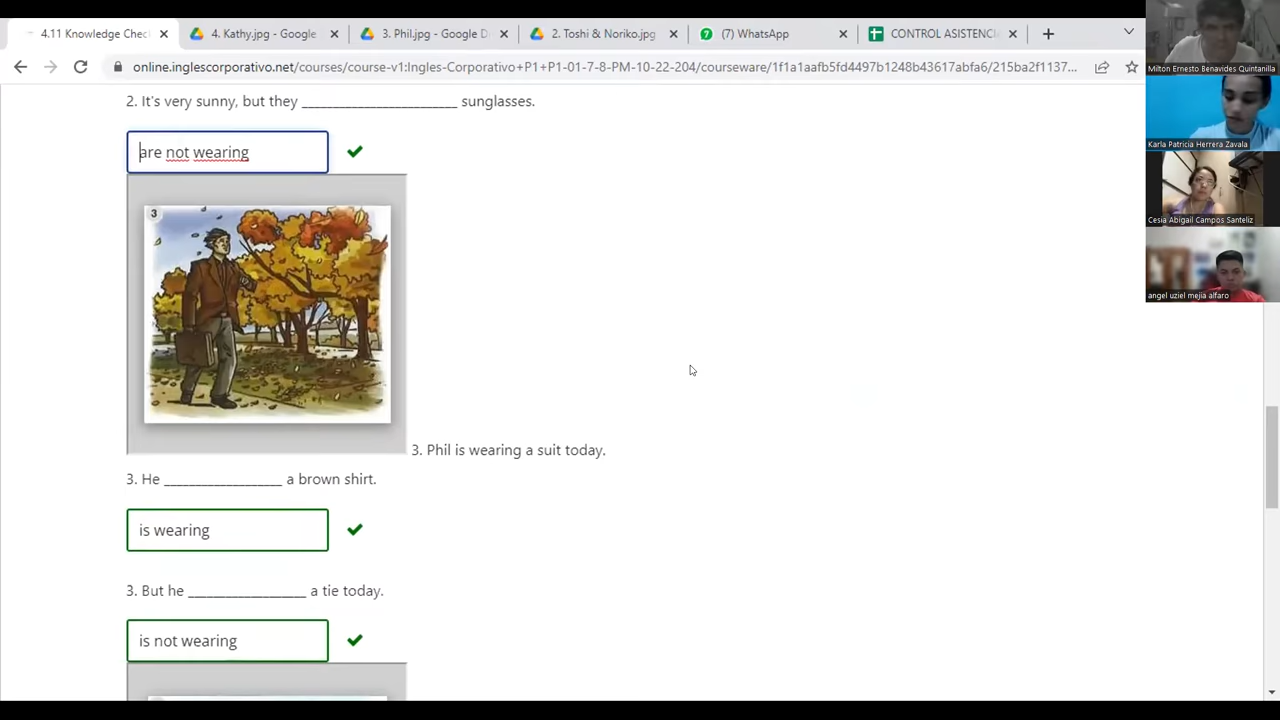 4.11 Knowledge Chec
4. Kathy.jpg - Google
3. Phil.jpg - Google D
2. Toshi & Noriko.jpg
(7) WhatsApp
CONTROL ASISTENCI
online.inglescorporativo.net/courses/course-v1:Ingles-Corporativo+P1+P1-01-7-8-PM-10-22-204/courseware/1f1a1aafb5fd4497b1248b43617abfa6/215ba2f1137...
Milton Ernesto Benavides Quintanilla
Karla Patricia Herrera Zavala
Cesia Abigail Campos Santeliz
angel uziel mejia alfaro
2. It's very sunny, but they _________________________ sunglasses.
are not wearing
3
3. Phil is wearing a suit today.
3. He _________________ a brown shirt.
is wearing
3. But he _________________ a tie today.
is not wearing